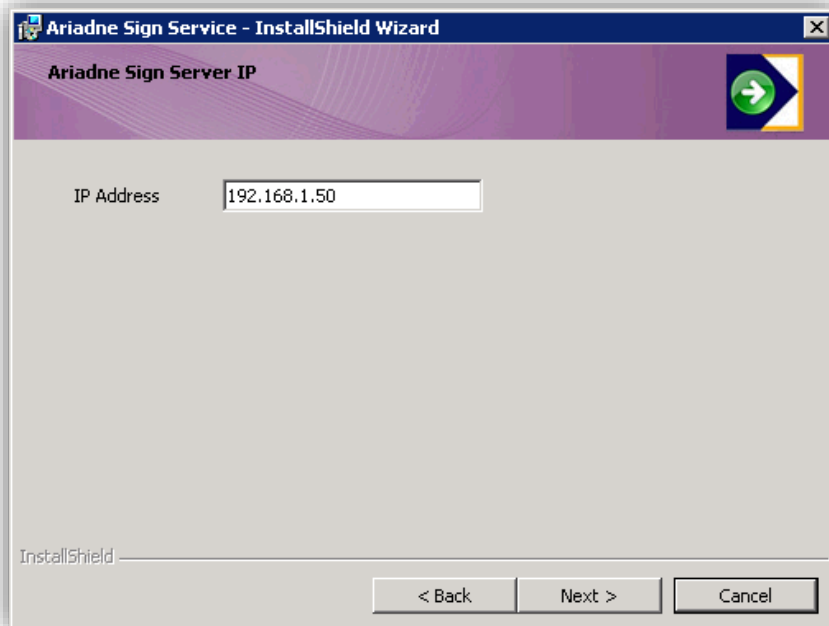 Ariadne Sign Service - InstallShield Wizard
Ariadne Sign Server IP
IP Address 192.168.1.50
InstallShield
< Back Next > Cancel